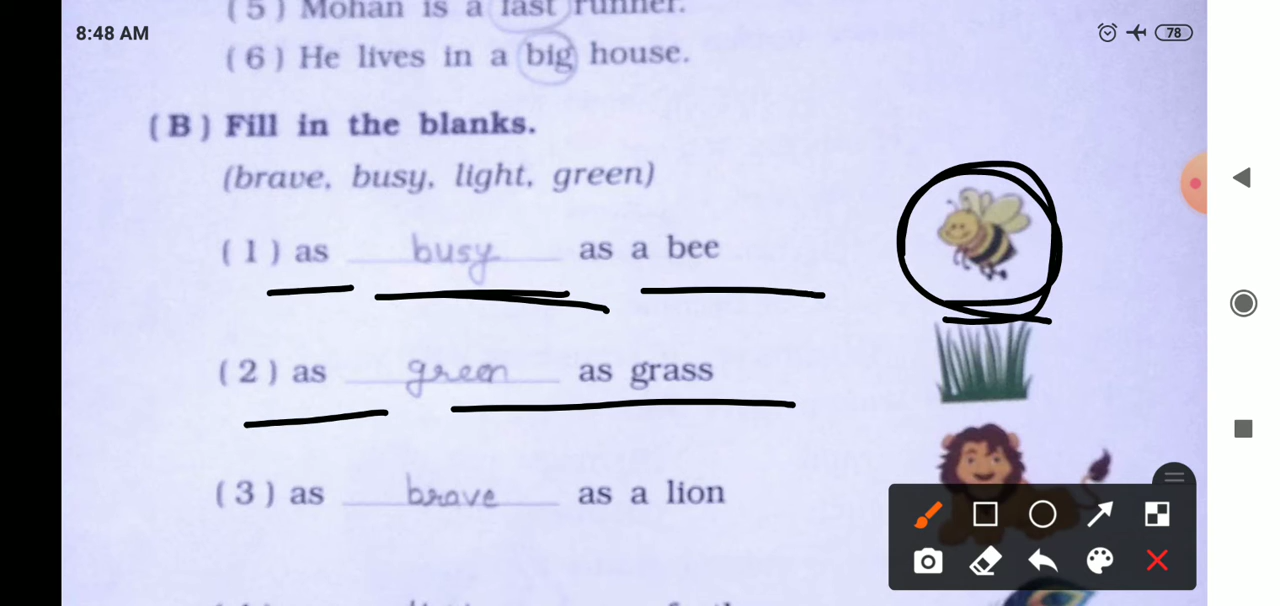 (5) Mohan is a fast runner.
8:48 AM
78
(6) He lives in a big house.
(B) Fill in the blanks.
(brave, busy, light, green)
(1) as busy as a bee
(2) as green as grass
(3) as brave as a lion